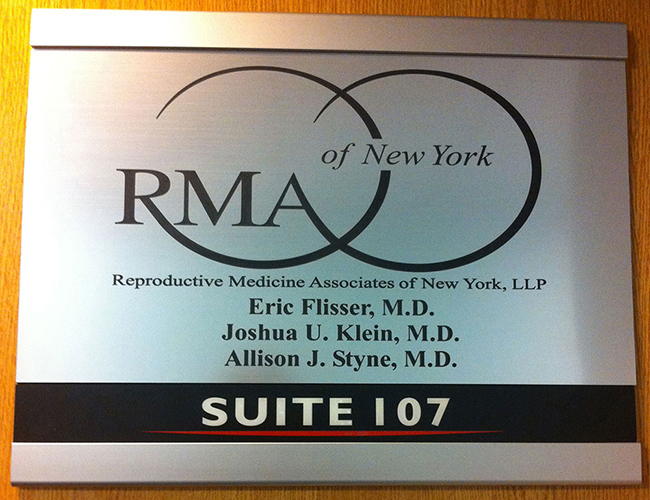 of New York
RMA
Reproductive Medicine Associates of New York, LLP
Eric Flisser, M.D.
Joshua U. Klein, M.D.
Allison J. Styne, M.D.
SUITE 107